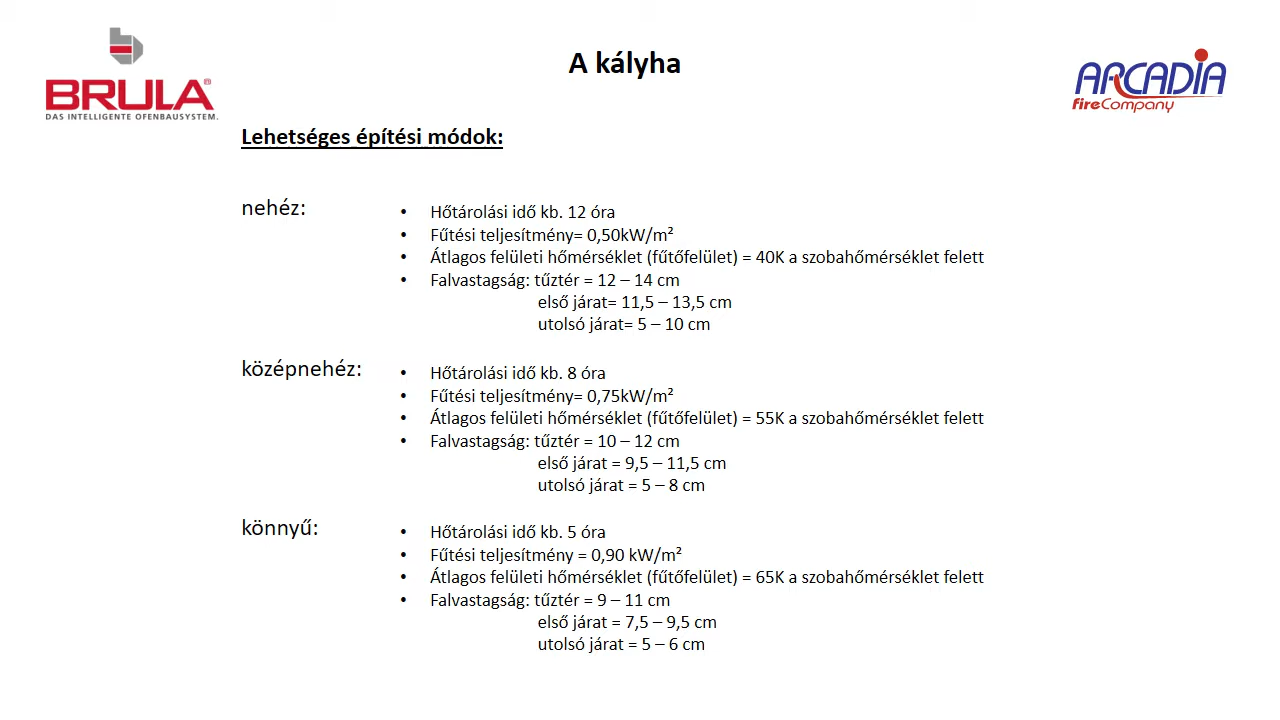 BRULA®
DAS INTELLIGENTE OFENBAUSYSTEM.
A kályha
ARCADIA
fireCompany
Lehetséges építési módok:
nehéz:
• Hőtárolási idő kb. 12 óra
• Fűtési teljesítmény= 0,50kW/m²
• Átlagos felületi hőmérséklet (fűtőfelület) = 40K a szobahőmérséklet felett
• Falvastagság: tűztér = 12 – 14 cm
első járat= 11,5 – 13,5 cm
utolsó járat= 5 – 10 cm
középnehéz:
• Hőtárolási idő kb. 8 óra
• Fűtési teljesítmény= 0,75kW/m²
• Átlagos felületi hőmérséklet (fűtőfelület) = 55K a szobahőmérséklet felett
• Falvastagság: tűztér = 10 – 12 cm
első járat = 9,5 – 11,5 cm
utolsó járat = 5 – 8 cm
könnyű:
• Hőtárolási idő kb. 5 óra
• Fűtési teljesítmény = 0,90 kW/m²
• Átlagos felületi hőmérséklet (fűtőfelület) = 65K a szobahőmérséklet felett
• Falvastagság: tűztér = 9 – 11 cm
első járat = 7,5 – 9,5 cm
utolsó járat = 5 – 6 cm